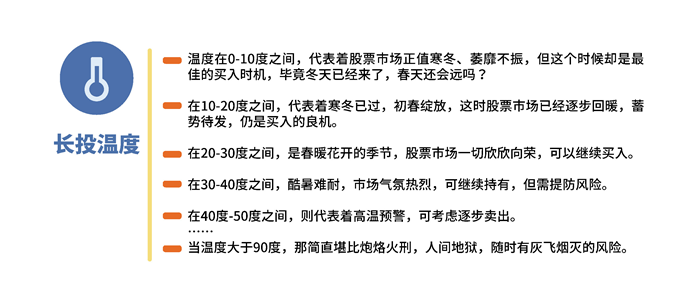 长投温度
温度在0-10度之间，代表着股票市场正值寒冬、萎靡不振，但这个时候却是最
佳的买入时机，毕竟冬天已经来了，春天还会远吗？
在10-20度之间，代表着寒冬已过，初春绽放，这时股票市场已经逐步回暖，蓄
势待发，仍是买入的良机。
在20-30度之间，是春暖花开的季节，股票市场一切欣欣向荣，可以继续买入。
在30-40度之间，酷暑难耐，市场气氛热烈，可继续持有，但需提防风险。
在40度-50度之间，则代表着高温预警，可考虑逐步卖出。
……
当温度大于90度，那简直堪比炮烙火刑，人间地狱，随时有灰飞烟灭的风险。